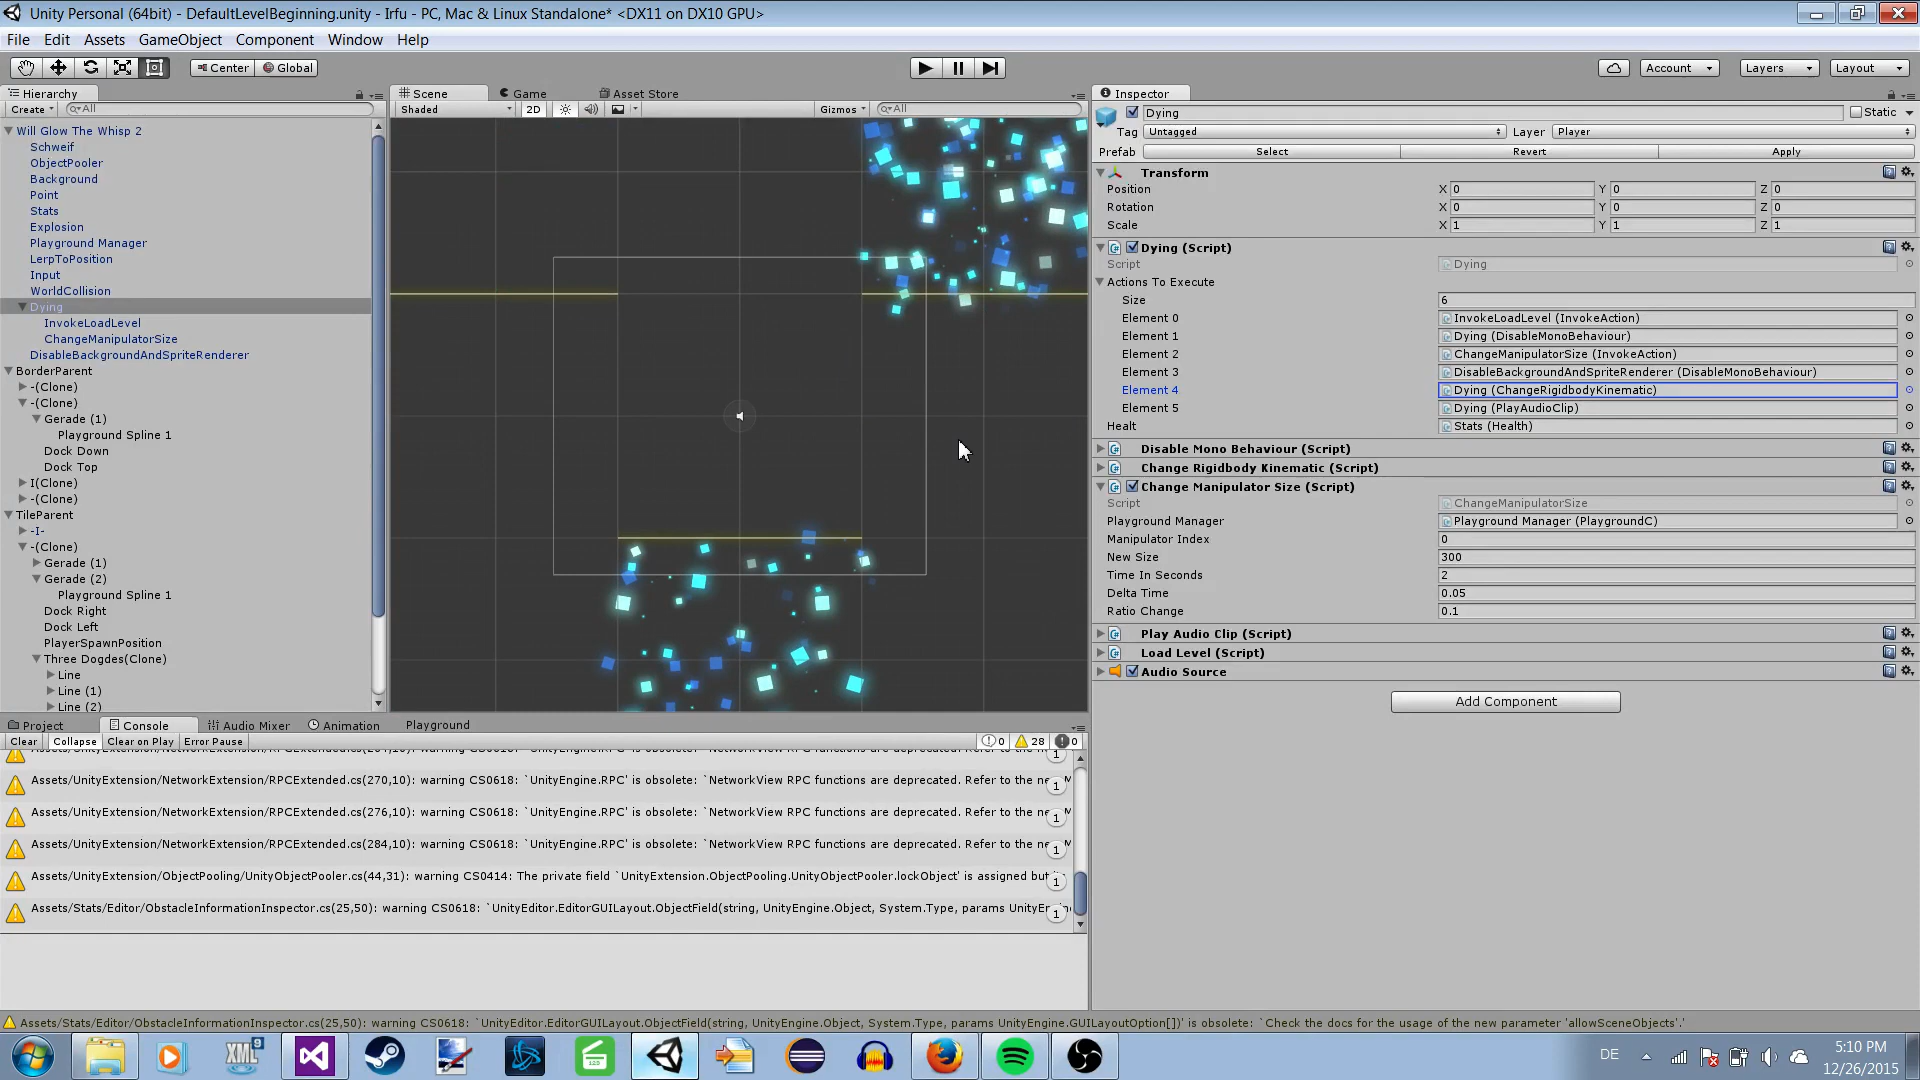 Unity Personal (64bit) - DefaultLevelBeginning.unity - Irfu - PC, Mac & Linux Standalone* <DX11 on DX10 GPU>
File Edit Assets GameObject Component Window Help
Center Global Account Layers Layout
Hierarchy
Create All
Will Glow The Whisp 2
Schweif
ObjectPooler
Background
Point
Stats
Explosion
Playground Manager
LerpToPosition
Input
WorldCollision
Dying
InvokeLoadLevel
ChangeManipulatorSize
DisableBackgroundAndSpriteRenderer
BorderParent
-(Clone)
-(Clone)
Gerade (1)
Playground Spline 1
Dock Down
Dock Top
I(Clone)
-(Clone)
TileParent
-I-
-(Clone)
Gerade (1)
Gerade (2)
Playground Spline 1
Dock Right
Dock Left
PlayerSpawnPosition
Three Dogdes(Clone)
Line
Line (1)
Line (2)
Scene Game Asset Store
Shaded 2D Gizmos All
Inspector
Dying Static
Tag Untagged Layer Player
Prefab Select Revert Apply
Transform
Position X 0 Y 0 Z 0
Rotation X 0 Y 0 Z 0
Scale X 1 Y 1 Z 1
Dying (Script)
Script Dying
Actions To Execute
Size 6
Element 0 InvokeLoadLevel (InvokeAction)
Element 1 Dying (DisableMonoBehaviour)
Element 2 ChangeManipulatorSize (InvokeAction)
Element 3 DisableBackgroundAndSpriteRenderer (DisableMonoBehaviour)
Element 4 Dying (ChangeRigidbodyKinematic)
Element 5 Dying (PlayAudioClip)
Healt Stats (Health)
Disable Mono Behaviour (Script)
Change Rigidbody Kinematic (Script)
Change Manipulator Size (Script)
Script ChangeManipulatorSize
Playground Manager Playground Manager (PlaygroundC)
Manipulator Index 0
New Size 300
Time In Seconds 2
Delta Time 0.05
Ratio Change 0.1
Play Audio Clip (Script)
Load Level (Script)
Audio Source
Add Component
Project Console Audio Mixer Animation Playground
Clear Collapse Clear on Play Error Pause 0 28 0
Assets/UnityExtension/NetworkExtension/RPCExtended.cs(270,10): warning CS0618: `UnityEngine.RPC' is obsolete: `NetworkView RPC functions are deprecated. Refer to the ne 1
Assets/UnityExtension/NetworkExtension/RPCExtended.cs(276,10): warning CS0618: `UnityEngine.RPC' is obsolete: `NetworkView RPC functions are deprecated. Refer to the ne 1
Assets/UnityExtension/NetworkExtension/RPCExtended.cs(284,10): warning CS0618: `UnityEngine.RPC' is obsolete: `NetworkView RPC functions are deprecated. Refer to the ne 1
Assets/UnityExtension/ObjectPooling/UnityObjectPooler.cs(44,31): warning CS0414: The private field `UnityExtension.ObjectPooling.UnityObjectPooler.lockObject' is assigned but 1
Assets/Stats/Editor/ObstacleInformationInspector.cs(25,50): warning CS0618: `UnityEditor.EditorGUILayout.ObjectField(string, UnityEngine.Object, System.Type, params UnityEn 1
Assets/Stats/Editor/ObstacleInformationInspector.cs(25,50): warning CS0618: `UnityEditor.EditorGUILayout.ObjectField(string, UnityEngine.Object, System.Type, params UnityEngine.GUILayoutOption[])' is obsolete: `Check the docs for the usage of the new parameter 'allowSceneObjects'.'
XML 9
DE
5:10 PM
12/26/2015